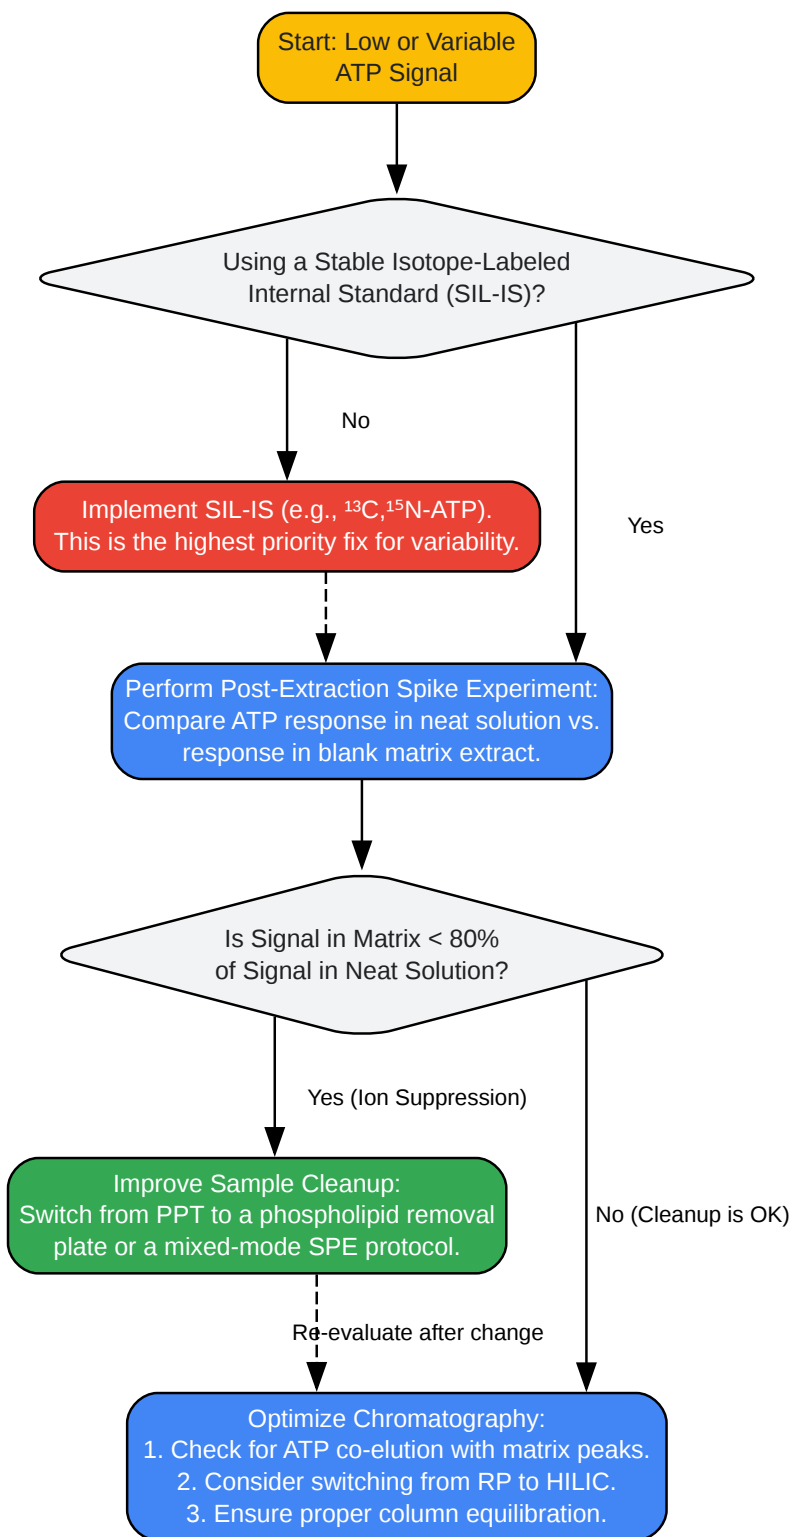 Start: Low or Variable
ATP Signal
Using a Stable Isotope-Labeled
Internal Standard (SIL-IS)?
No
Yes
Implement SIL-IS (e.g., ¹³C,¹⁵N-ATP).
This is the highest priority fix for variability.
Perform Post-Extraction Spike Experiment:
Compare ATP response in neat solution vs.
response in blank matrix extract.
Is Signal in Matrix < 80%
of Signal in Neat Solution?
Yes (Ion Suppression)
No (Cleanup is OK)
Improve Sample Cleanup:
Switch from PPT to a phospholipid removal
plate or a mixed-mode SPE protocol.
Re-evaluate after change
Optimize Chromatography:
1. Check for ATP co-elution with matrix peaks.
2. Consider switching from RP to HILIC.
3. Ensure proper column equilibration.